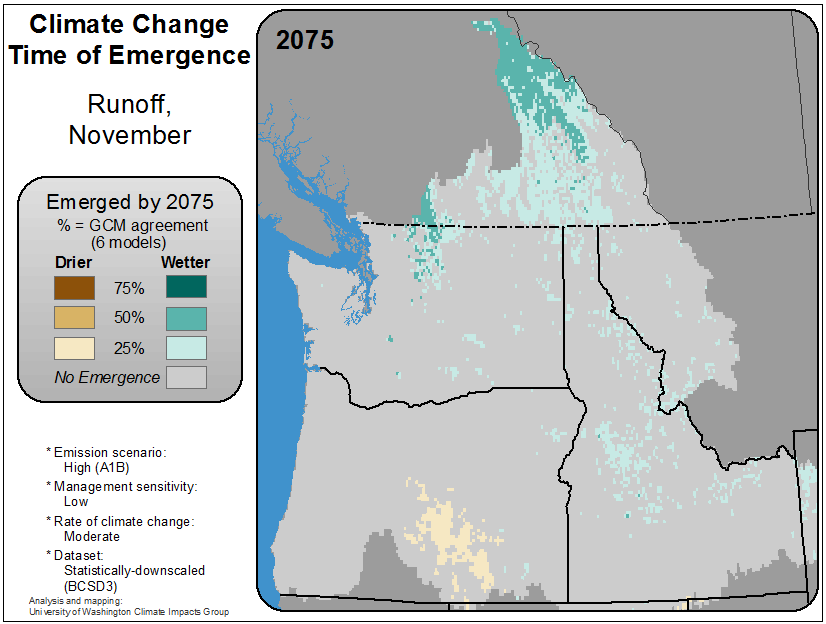 Climate Change
Time of Emergence
Runoff,
November
Emerged by 2075
% = GCM agreement
(6 models)
Drier Wetter
75%
50%
25%
No Emergence
* Emission scenario:
High (A1B)
* Management sensitivity:
Low
* Rate of climate change:
Moderate
* Dataset:
Statistically-downscaled
(BCSD3)
Analysis and mapping:
University of Washington Climate Impacts Group
2075